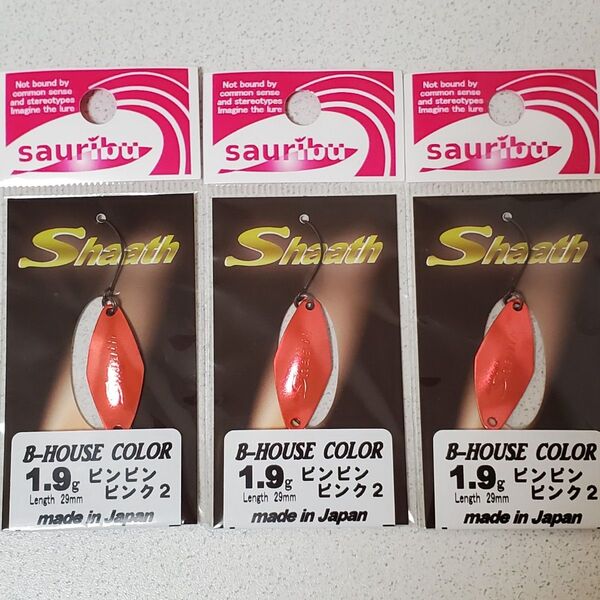 Not bound by
common sense
and stereotypes
Imagine the lure
sauribu
Shaath
Shaath
B-HOUSE COLOR
1.9g ピンピン
Length 29mm ピンク2
made in Japan
Not bound by
common sense
and stereotypes
Imagine the lure
sauribu
Shaath
B-HOUSE COLOR
1.9g ピンピン
Length 29mm ピンク2
made in Japan
Not bound by
common sense
and stereotypes
Imagine the lure
sauribu
Shaath
B-HOUSE COLOR
1.9g ピンピン
Length 29mm ピンク2
made in Japan